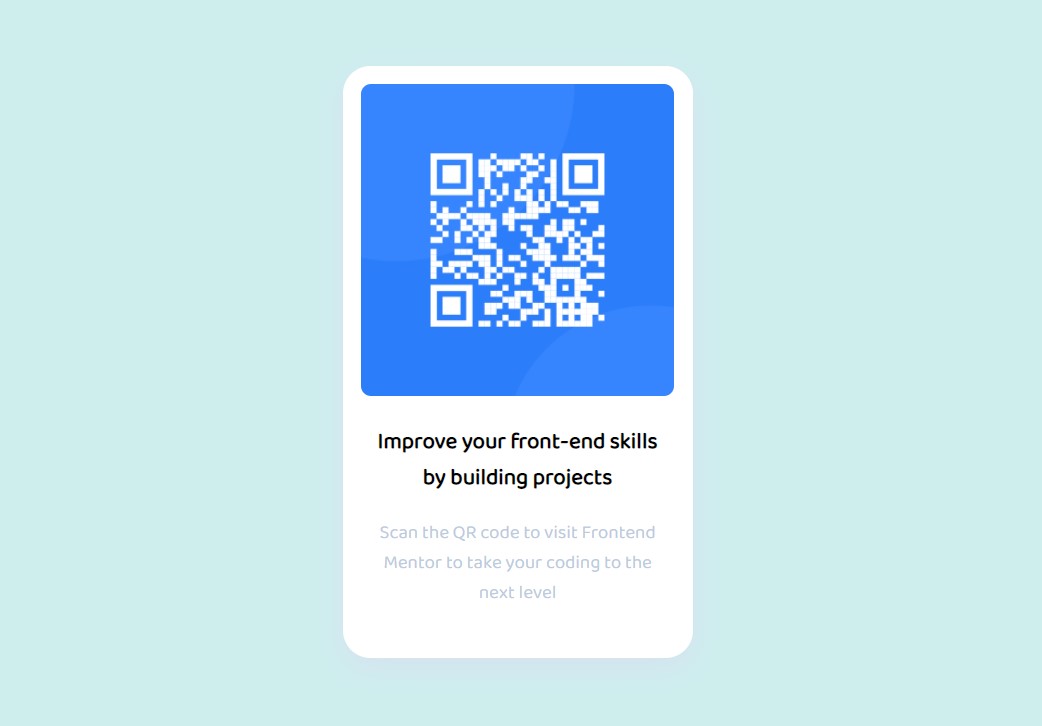 Improve your front-end skills
by building projects
Scan the QR code to visit Frontend
Mentor to take your coding to the
next level